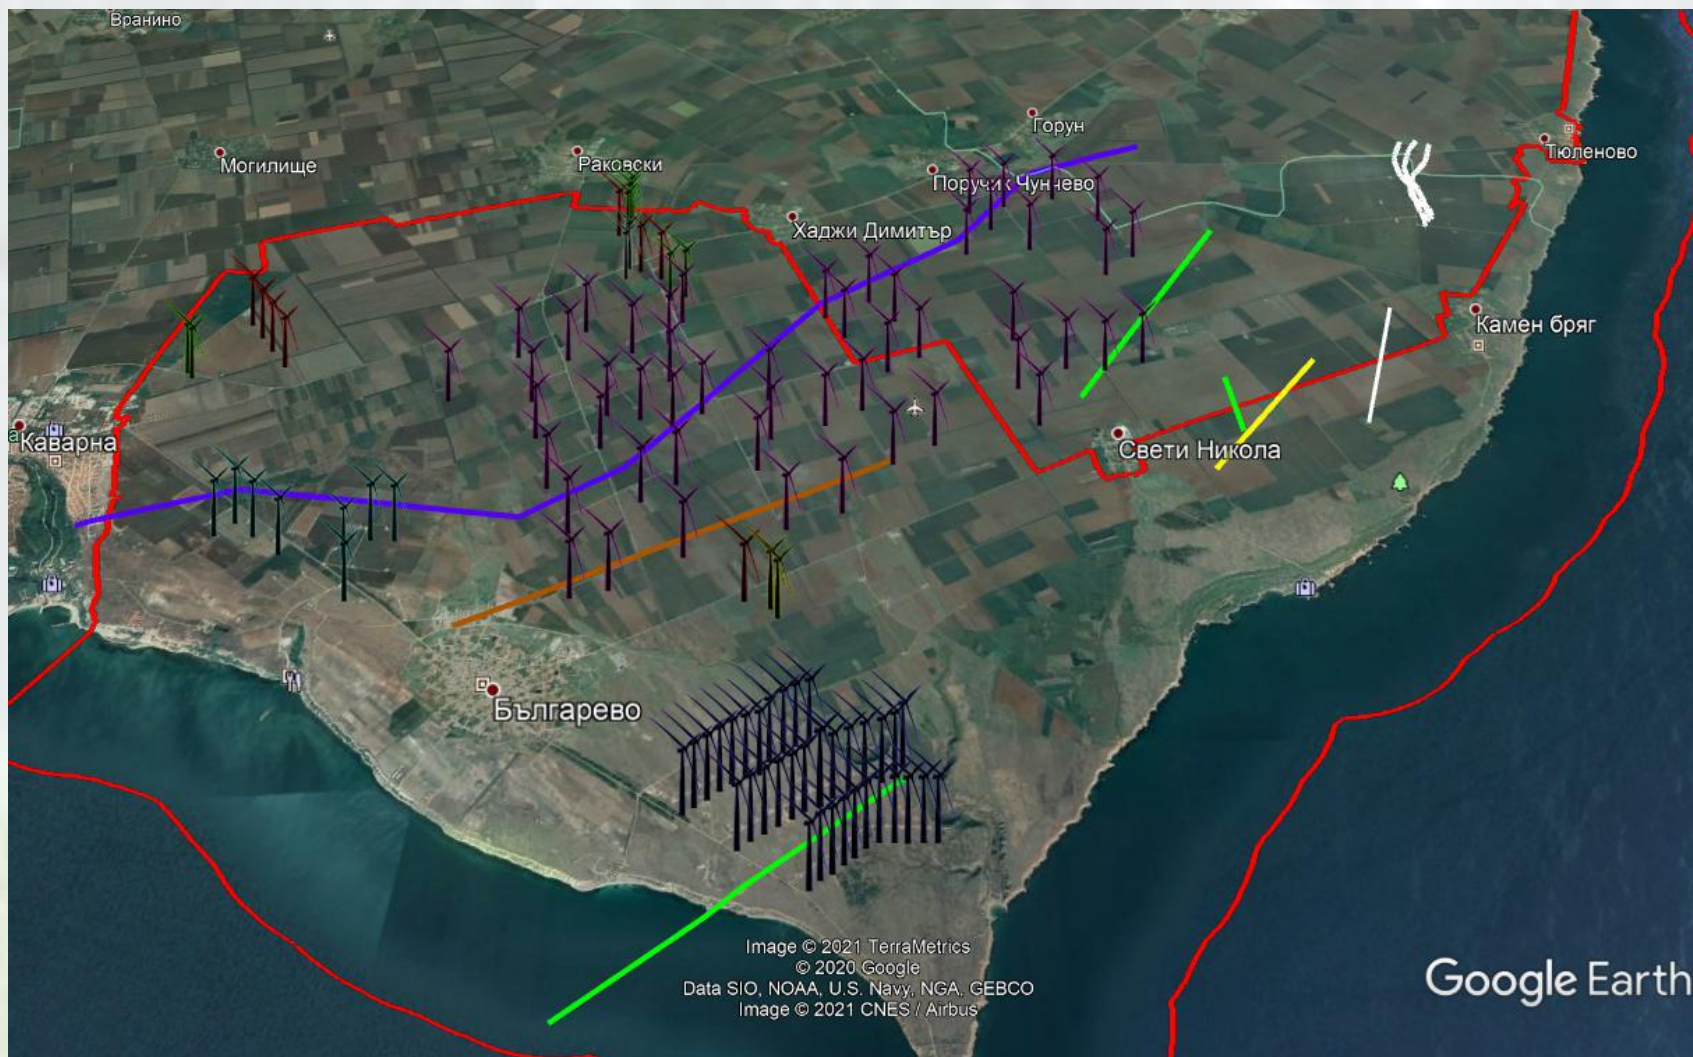 Вранино
Горун
Могилище
Раковски
Тюленово
Поручик Чунчево
Хаджи Димитър
Камен бряг
Каварна
Свети Никола
Българево
Image © 2021 TerraMetrics
© 2020 Google
Data SIO, NOAA, U.S. Navy, NGA, GEBCO
Image © 2021 CNES / Airbus
Google Earth